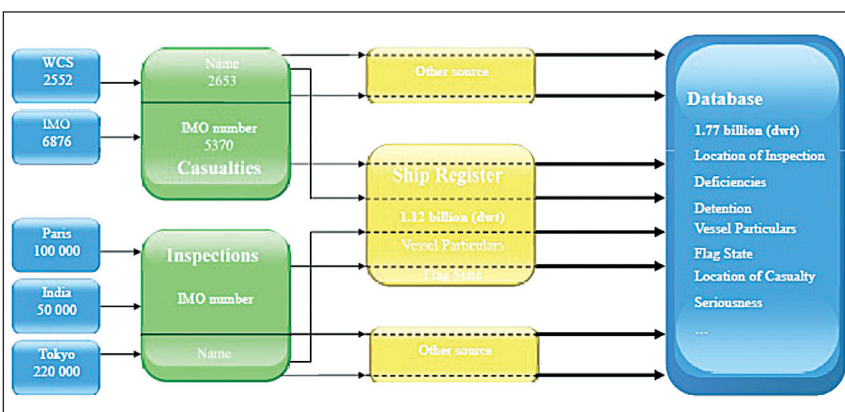 WCS
2552
IMO
6876
Paris
100 000
India
50 000
Tokyo
220 000
Name
2653
IMO number
5370
Casualties
Inspections
IMO number
Name
Other source
Ship Register
1.12 billion (dwt)
Vessel Particulars
Flag State
Other source
Database
1.77 billion (dwt)
Location of Inspection
Deficiencies
Detention
Vessel Particulars
Flag State
Location of Casualty
Seriousness
...